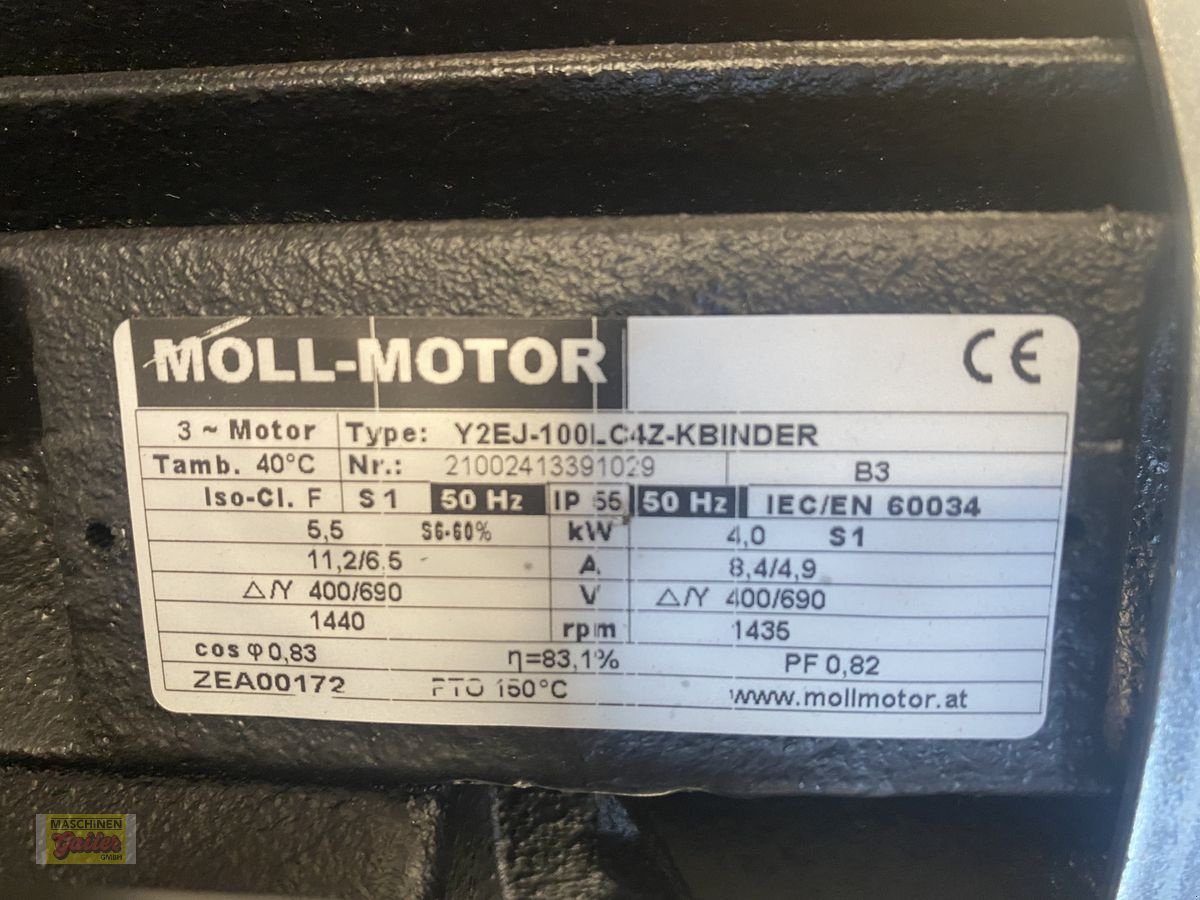 MOLL-MOTOR CE
3 ~ Motor Type: Y2EJ-100LC4Z-KBINDER
Tamb. 40°C Nr.: 21002413391029 B3
Iso-Cl. F S1 50 Hz IP 55 50 Hz IEC/EN 60034
5,5 S6-60% kW 4,0 S1
11,2/6,5 A 8,4/4,9
△/Y 400/690 V △/Y 400/690
1440 rpm 1435
cos φ 0,83 η=83,1% PF 0,82
ZEA00172 PTO 150°C www.mollmotor.at
MASCHINEN
Gailer
GMBH